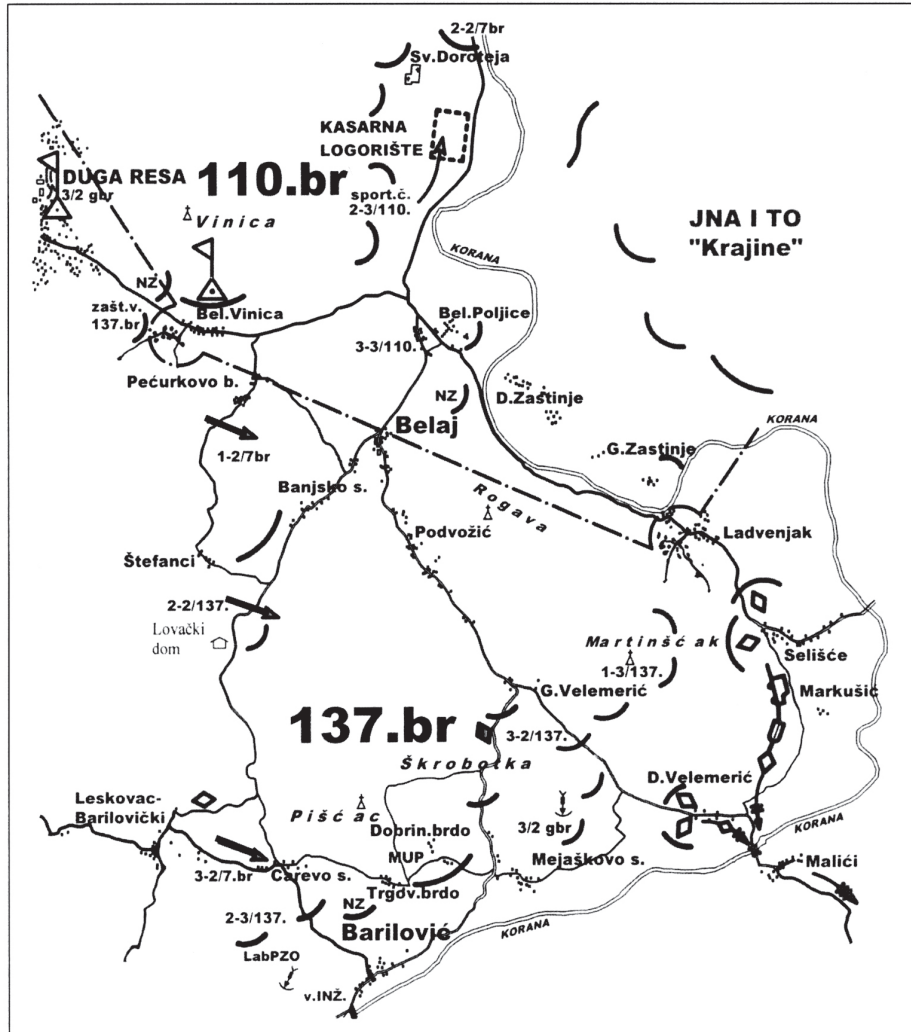 2-2/7br
Sv.Doroteja
KASARNA
LOGORIŠTE
DUGA RESA
3/2 gbr
110.br
sport.č.
2-3/110.
Vinica
JNA I TO
"Krajine"
KORANA
NZ
zašt.v.
137.br
Bel.Vinica
Bel.Poljice
3-3/110.
Pećurkovo b.
NZ
D.Zastinje
KORANA
Belaj
1-2/7br
G.Zastinje
Banjsko s.
Rogava
Podvožić
Ladvenjak
Štefanci
2-2/137.
Lovački
dom
Martinšćak
1-3/137.
Selišće
G.Velemerić
Markušić
137.br
3-2/137.
Škrobotka
D.Velemerić
Leskovac-
Barilovički
Pišćac
3/2 gbr
Dobrin.brdo
KORANA
MUP
Mejaškovo s.
Malići
3-2/7.br
Carevo s.
Trgov.brdo
2-3/137.
NZ
Barilović
KORANA
LabPZO
v.INŽ.